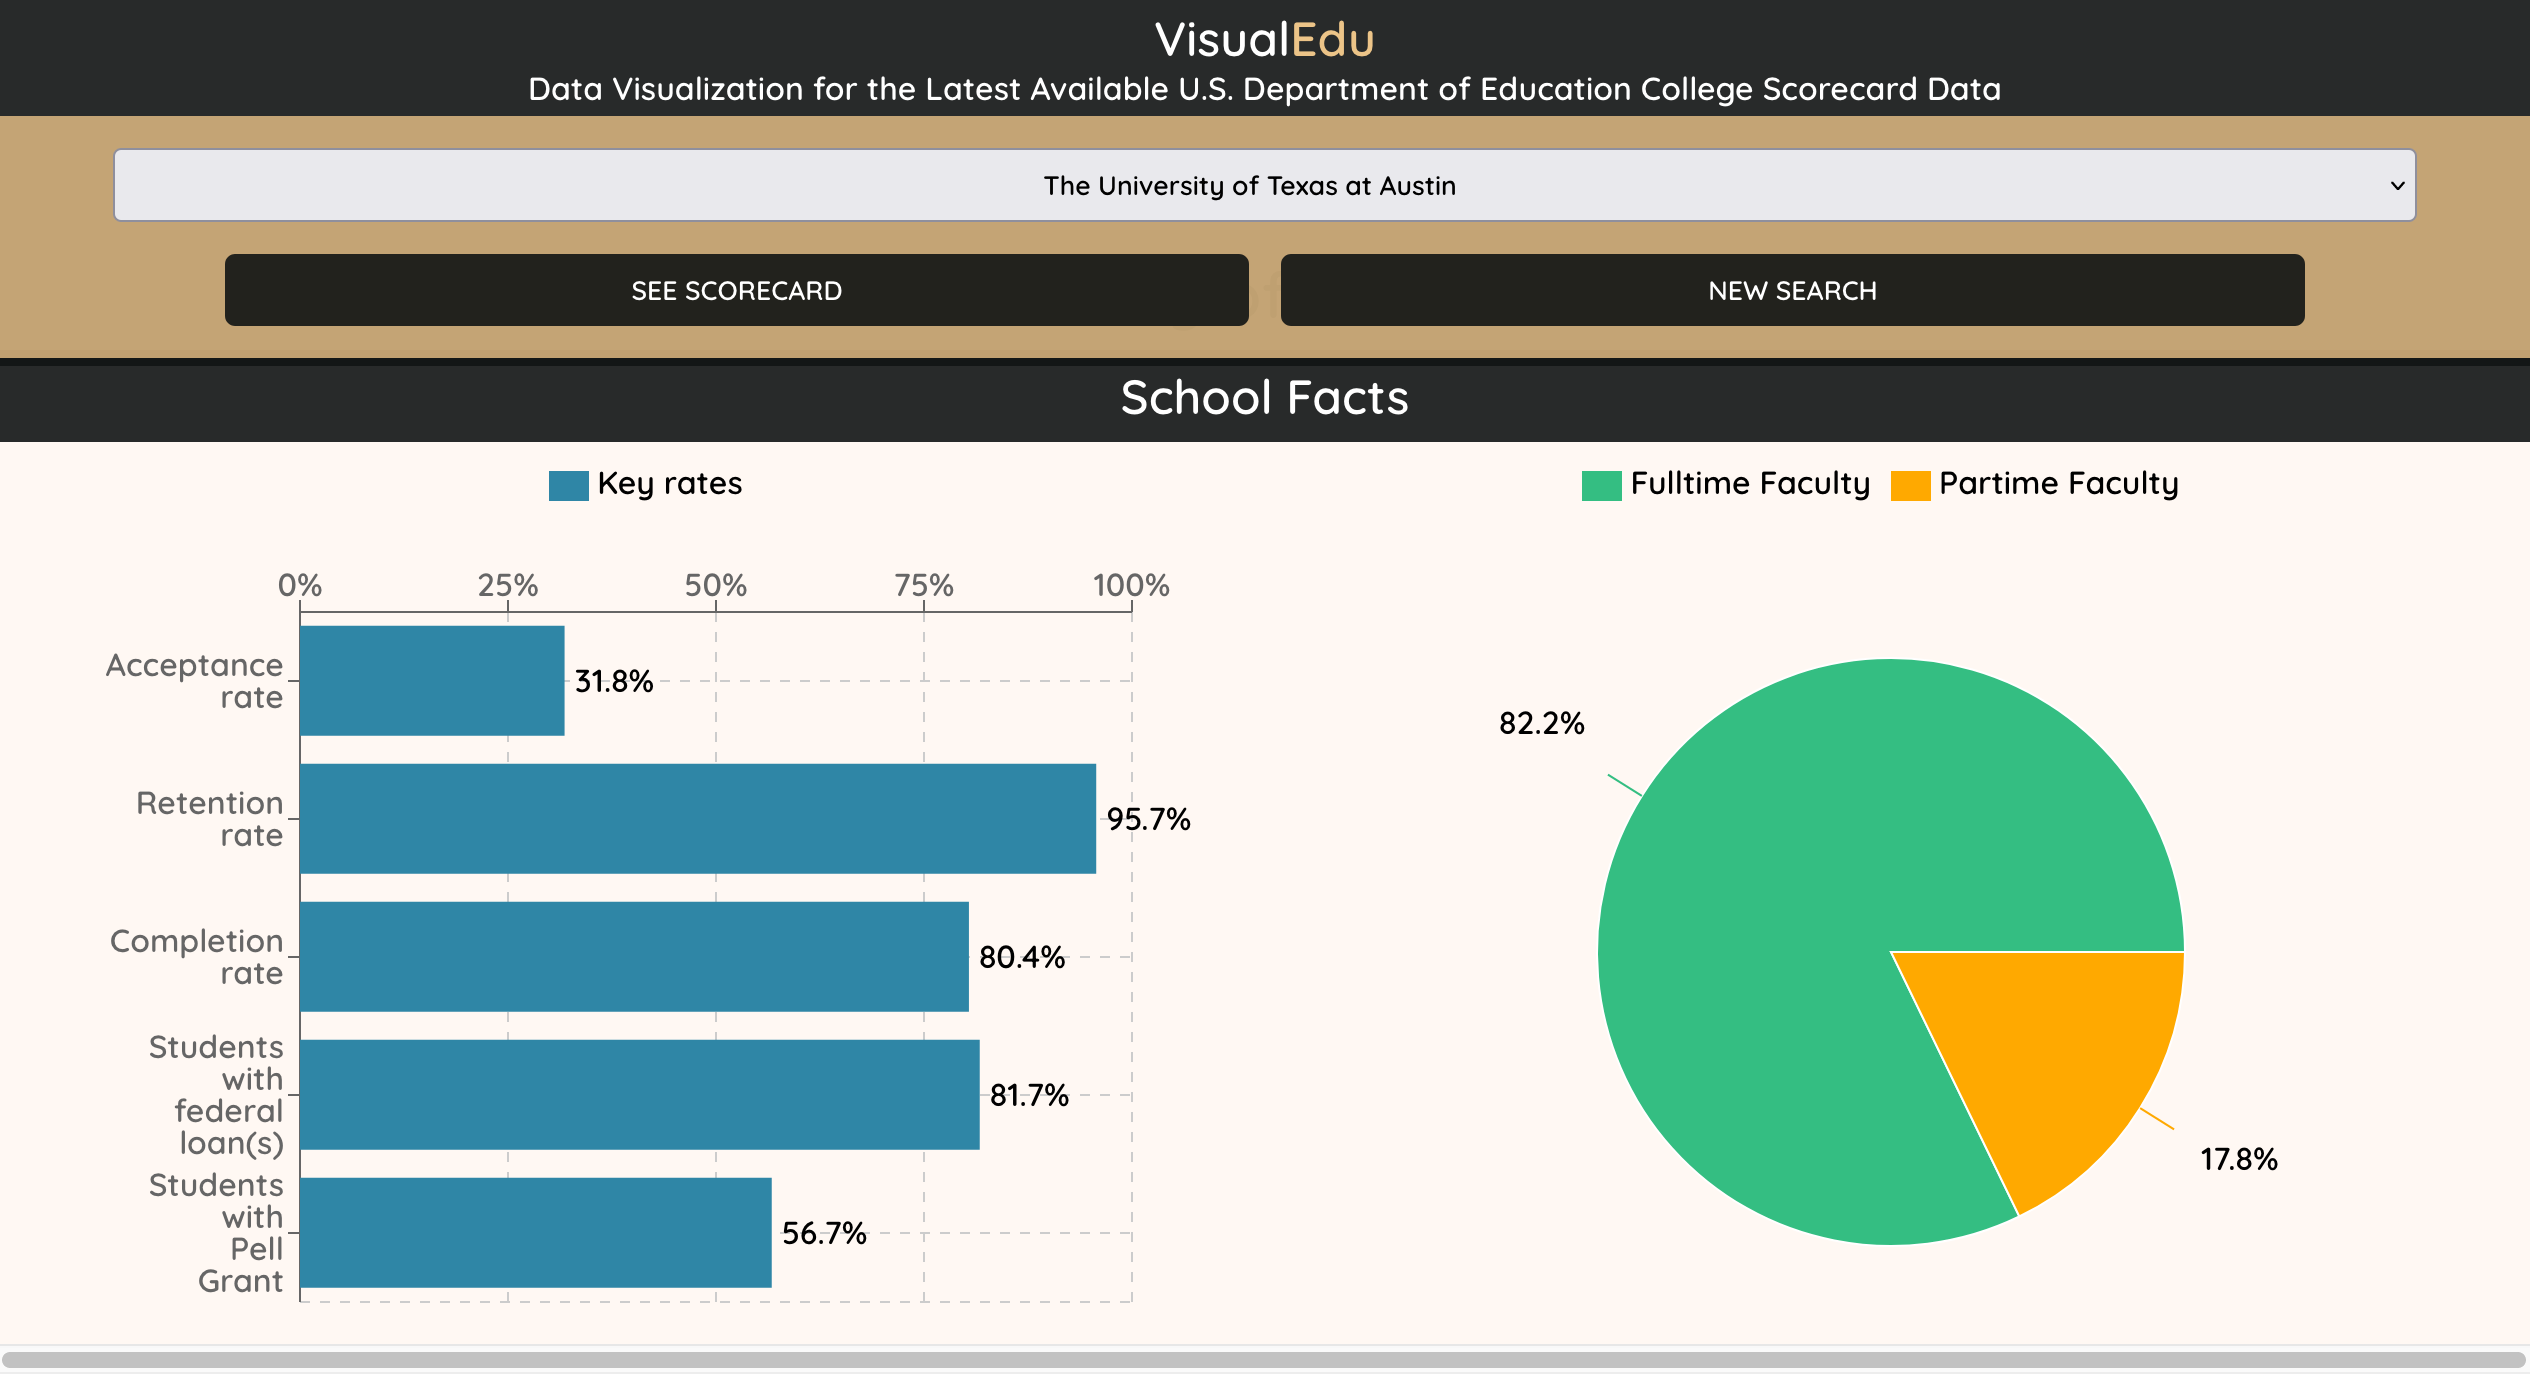 VisualEdu
Data Visualization for the Latest Available U.S. Department of Education College Scorecard Data
The University of Texas at Austin
SEE SCORECARD
NEW SEARCH
School Facts
Key rates
0% 25% 50% 75% 100%
Acceptance
rate
31.8%
Retention
rate
95.7%
Completion
rate
80.4%
Students
with
federal
loan(s)
81.7%
Students
with
Pell
Grant
56.7%
Fulltime Faculty Partime Faculty
82.2%
17.8%